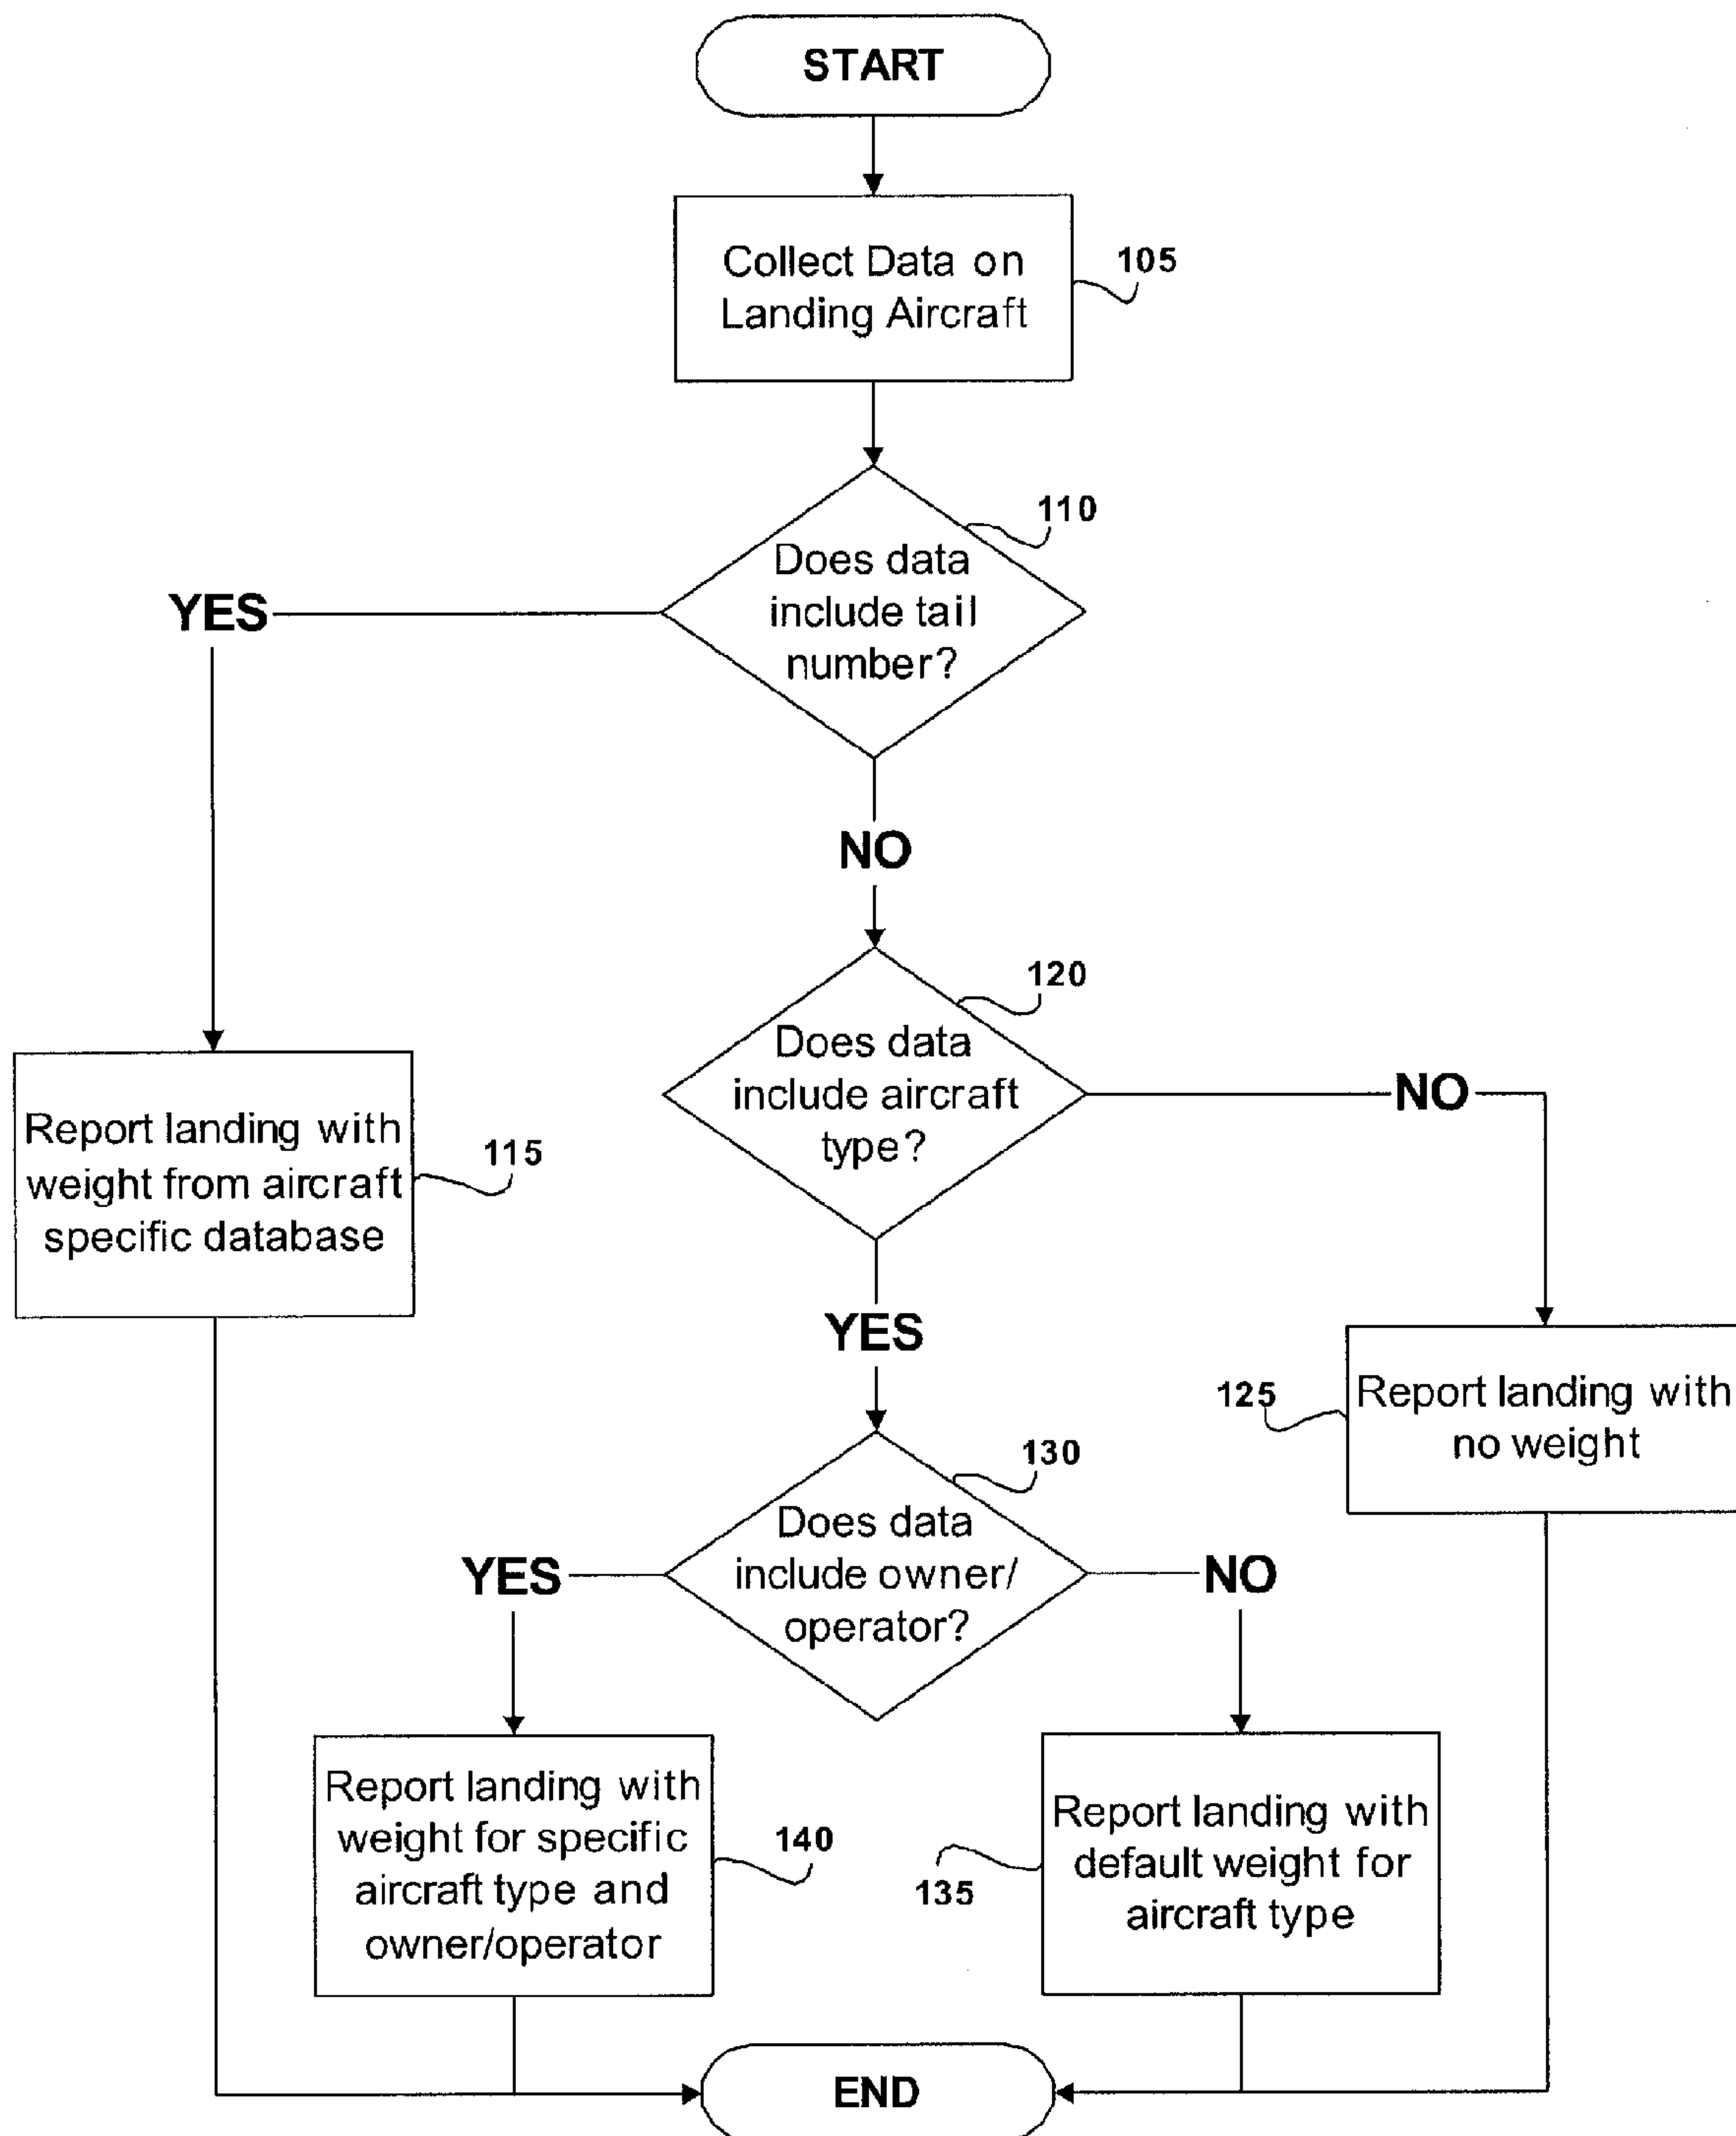 START
Collect Data on
Landing Aircraft
105
110
Does data
include tail
number?
YES
NO
120
Does data
include aircraft
type?
NO
Report landing with
weight from aircraft
specific database
115
YES
125
Report landing with
no weight
130
Does data
include owner/
operator?
YES
NO
Report landing with
weight for specific
aircraft type and
owner/operator
140
135
Report landing with
default weight for
aircraft type
END